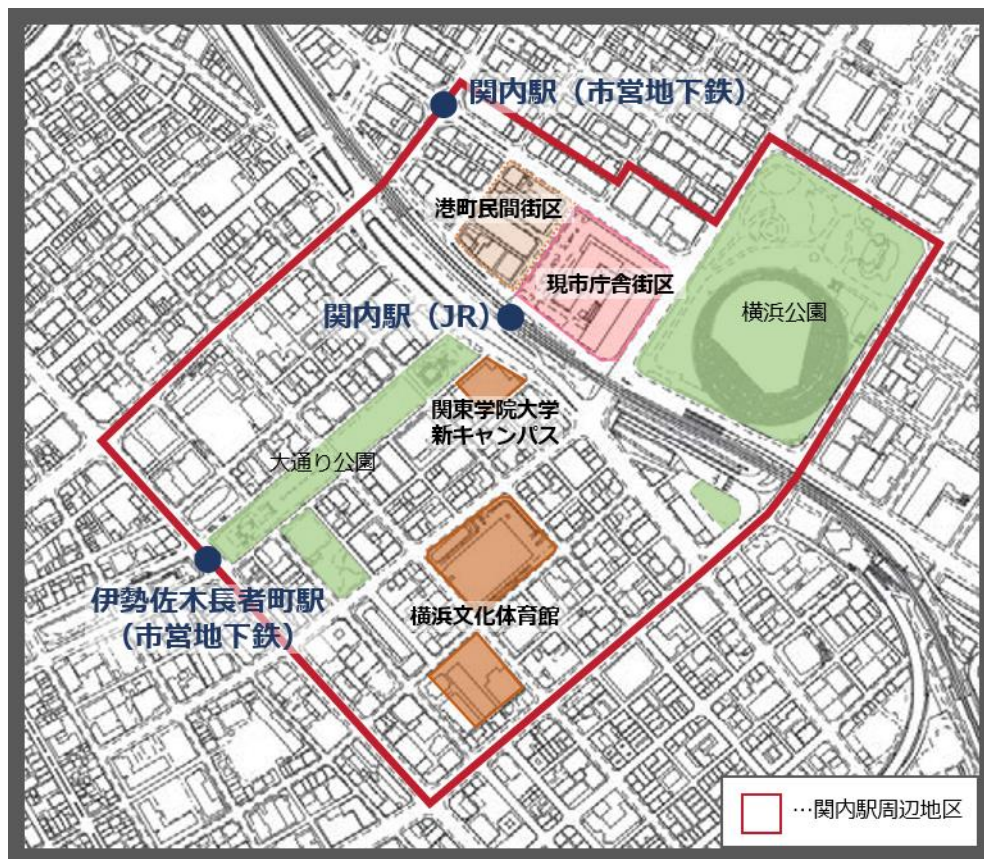 関内駅（市営地下鉄）
港町民間街区
現市庁舎街区
横浜公園
関内駅（JR）
関東学院大学
新キャンパス
大通り公園
伊勢佐木長者町駅
（市営地下鉄）
横浜文化体育館
…関内駅周辺地区